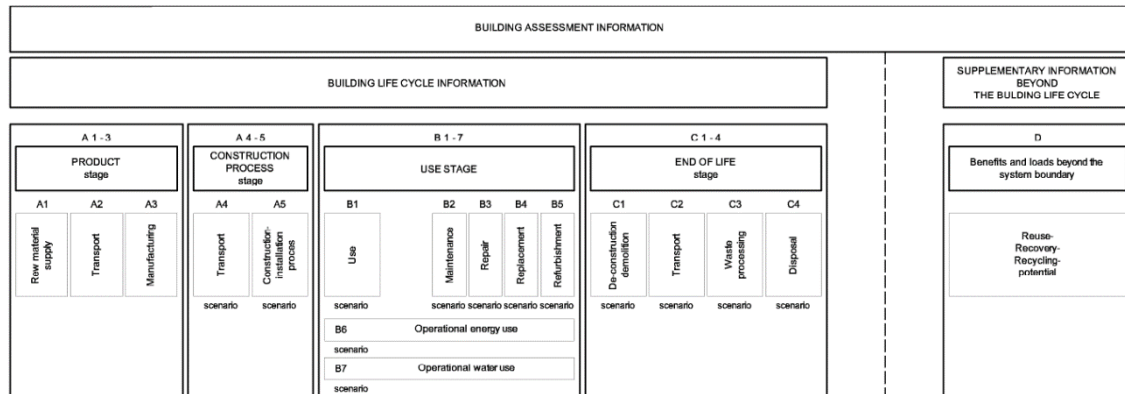 BUILDING ASSESSMENT INFORMATION
BUILDING LIFE CYCLE INFORMATION
SUPPLEMENTARY INFORMATION
BEYOND
THE BUILDING LIFE CYCLE
A 1 - 3
PRODUCT
stage
A1
A2
A3
Raw material
supply
Transport
Manufacturing
A 4 - 5
CONSTRUCTION
PROCESS
stage
A4
A5
Transport
Construction-
installation
proces
scenario
scenario
B 1 - 7
USE STAGE
B1
B2
B3
B4
B5
Use
Maintenance
Repair
Replacement
Refurbishment
scenario
scenario
scenario
scenario
scenario
B6
Operational energy use
scenario
B7
Operational water use
scenario
C 1 - 4
END OF LIFE
stage
C1
C2
C3
C4
De-construction
demolition
Transport
Waste
processing
Disposal
scenario
scenario
scenario
scenario
D
Benefits and loads beyond the
system boundary
Reuse-
Recovery-
Recycling-
potential